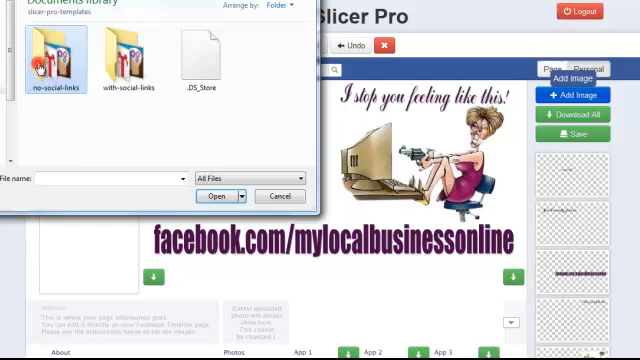 Documents library
slicer-pro-templates
Arrange by: Folder
no-social-links
with-social-links
.DS_Store
File name:
All Files
Open
Cancel
Slicer Pro
Logout
Undo
Page
Personal
Add Image
Add Image
Download All
Save
I stop you feeling like this!
facebook.com/mylocalbusinessonline
Welcome:
This is where your page information goes.
You can edit it directly on your Facebook Timeline page.
Please see the instructions below to set the images.
(Latest uploaded
photo will always
show here
This cannot be
changed.)
About
Photos
App 1
App 2
App 3